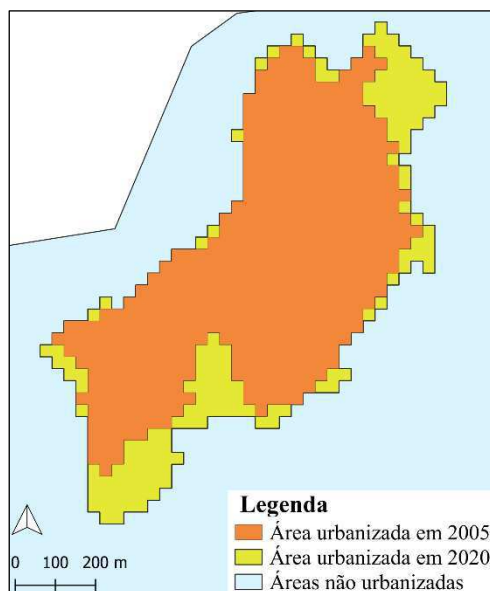 Legenda
Área urbanizada em 2005
Área urbanizada em 2020
Áreas não urbanizadas
0 100 200 m